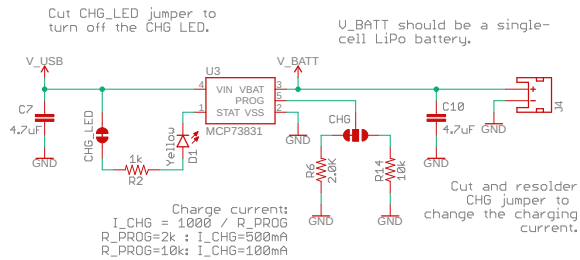 Cut CHG_LED jumper to
turn off the CHG LED.
V_BATT should be a single-
cell LiPo battery.
V_USB
U3
V_BATT
4
VIN VBAT
3
PROG
5
1
STAT VSS
2
MCP73831
C7
4.7uF
GND
CHG_LED
1k
R2
Yellow
D1
GND
CHG
R6
2.0K
GND
R14
10k
GND
C10
4.7uF
GND
GND
J4
Cut and resolder
CHG jumper to
change the charging
current.
Charge current:
I_CHG = 1000 / R_PROG
R_PROG=2k : I_CHG=500mA
R_PROG=10k: I_CHG=100mA